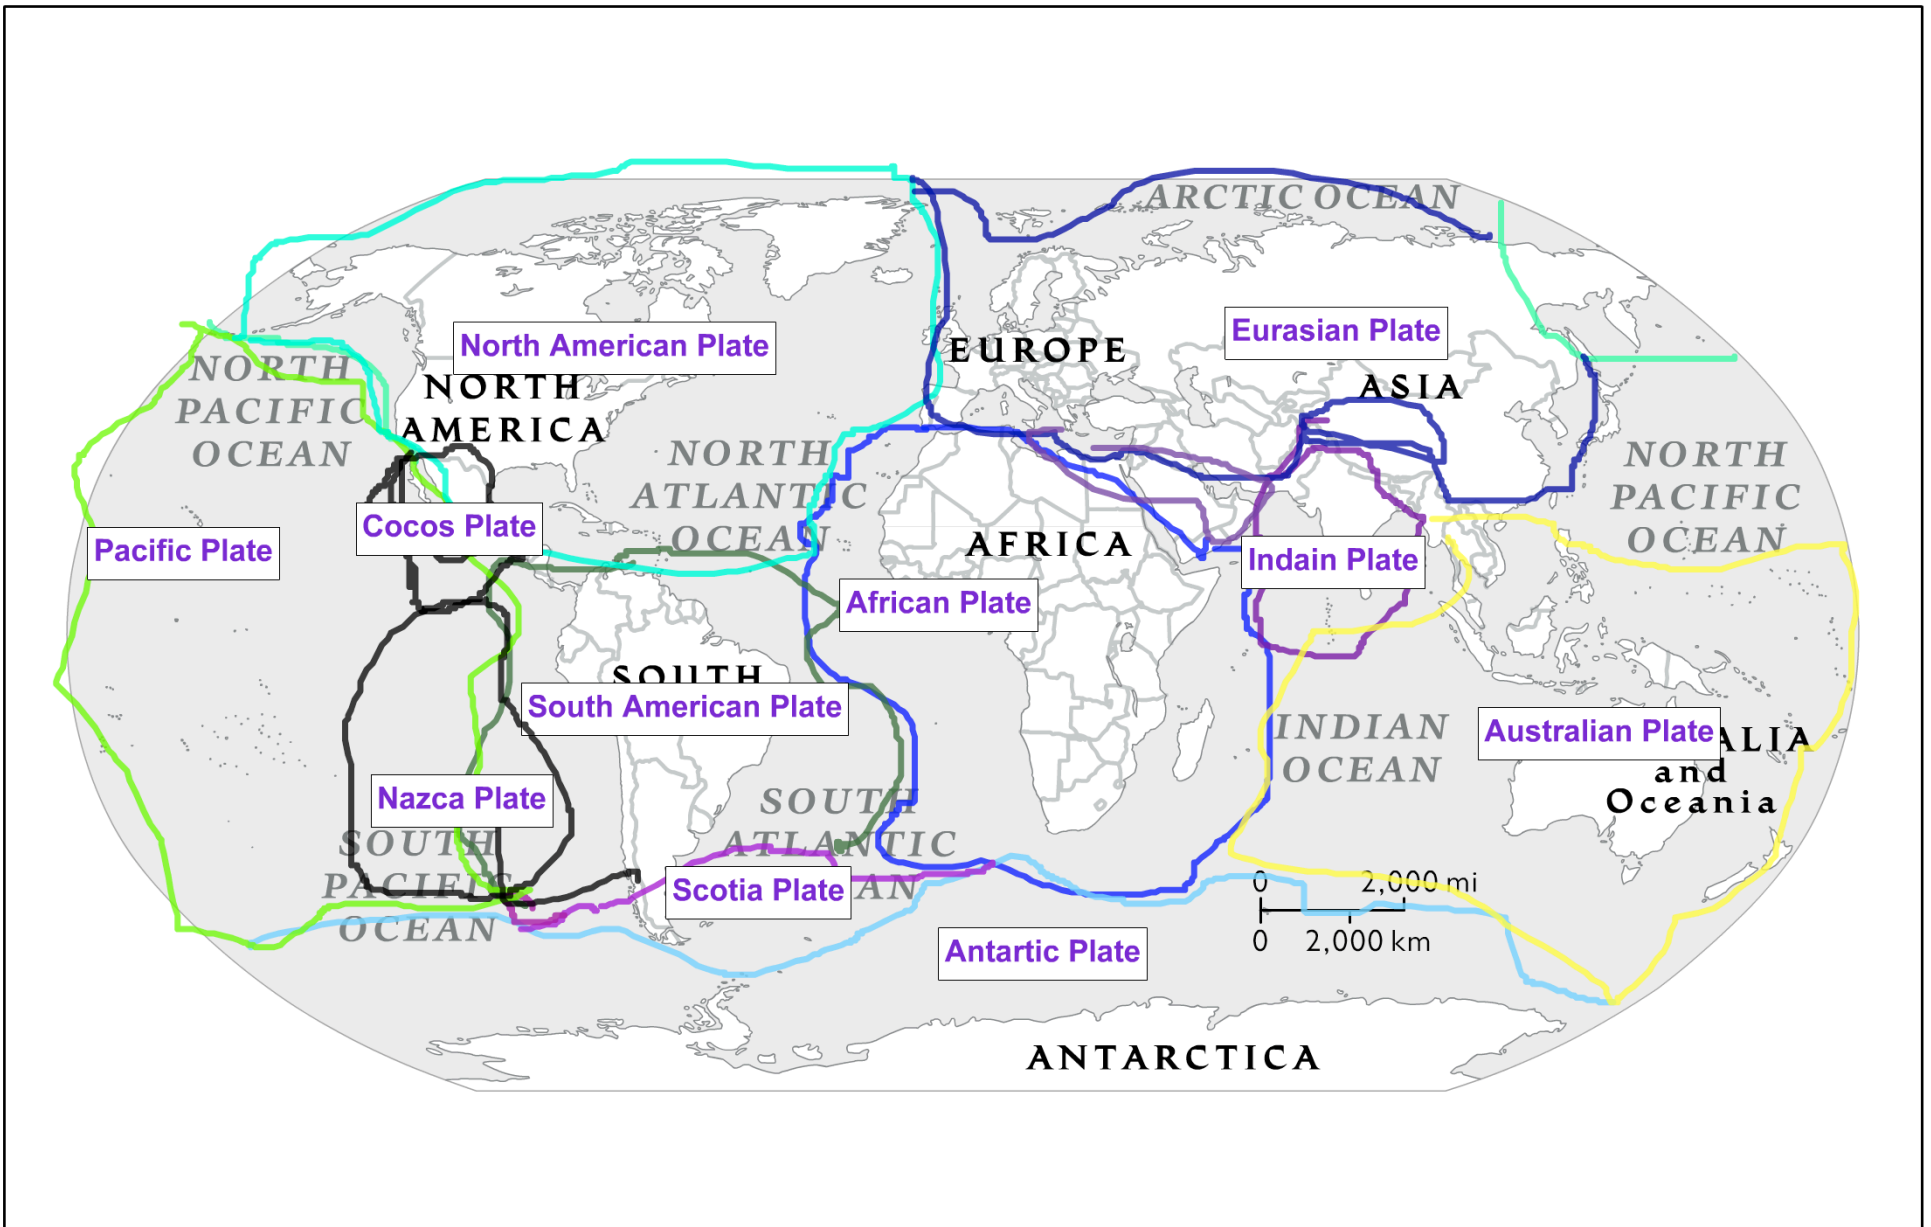 ARCTIC OCEAN
North American Plate
Eurasian Plate
EUROPE
ASIA
NORTH
PACIFIC
OCEAN
NORTH
AMERICA
NORTH
ATLANTIC
OCEAN
NORTH
PACIFIC
OCEAN
Cocos Plate
Pacific Plate
AFRICA
Indain Plate
African Plate
SOUTH
South American Plate
INDIAN
OCEAN
Australian Plate
ALIA
and
Oceania
Nazca Plate
SOUTH
PACIFIC
OCEAN
SOUTH
ATLANTIC
AN
Scotia Plate
0 2,000 mi
0 2,000 km
Antartic Plate
ANTARCTICA